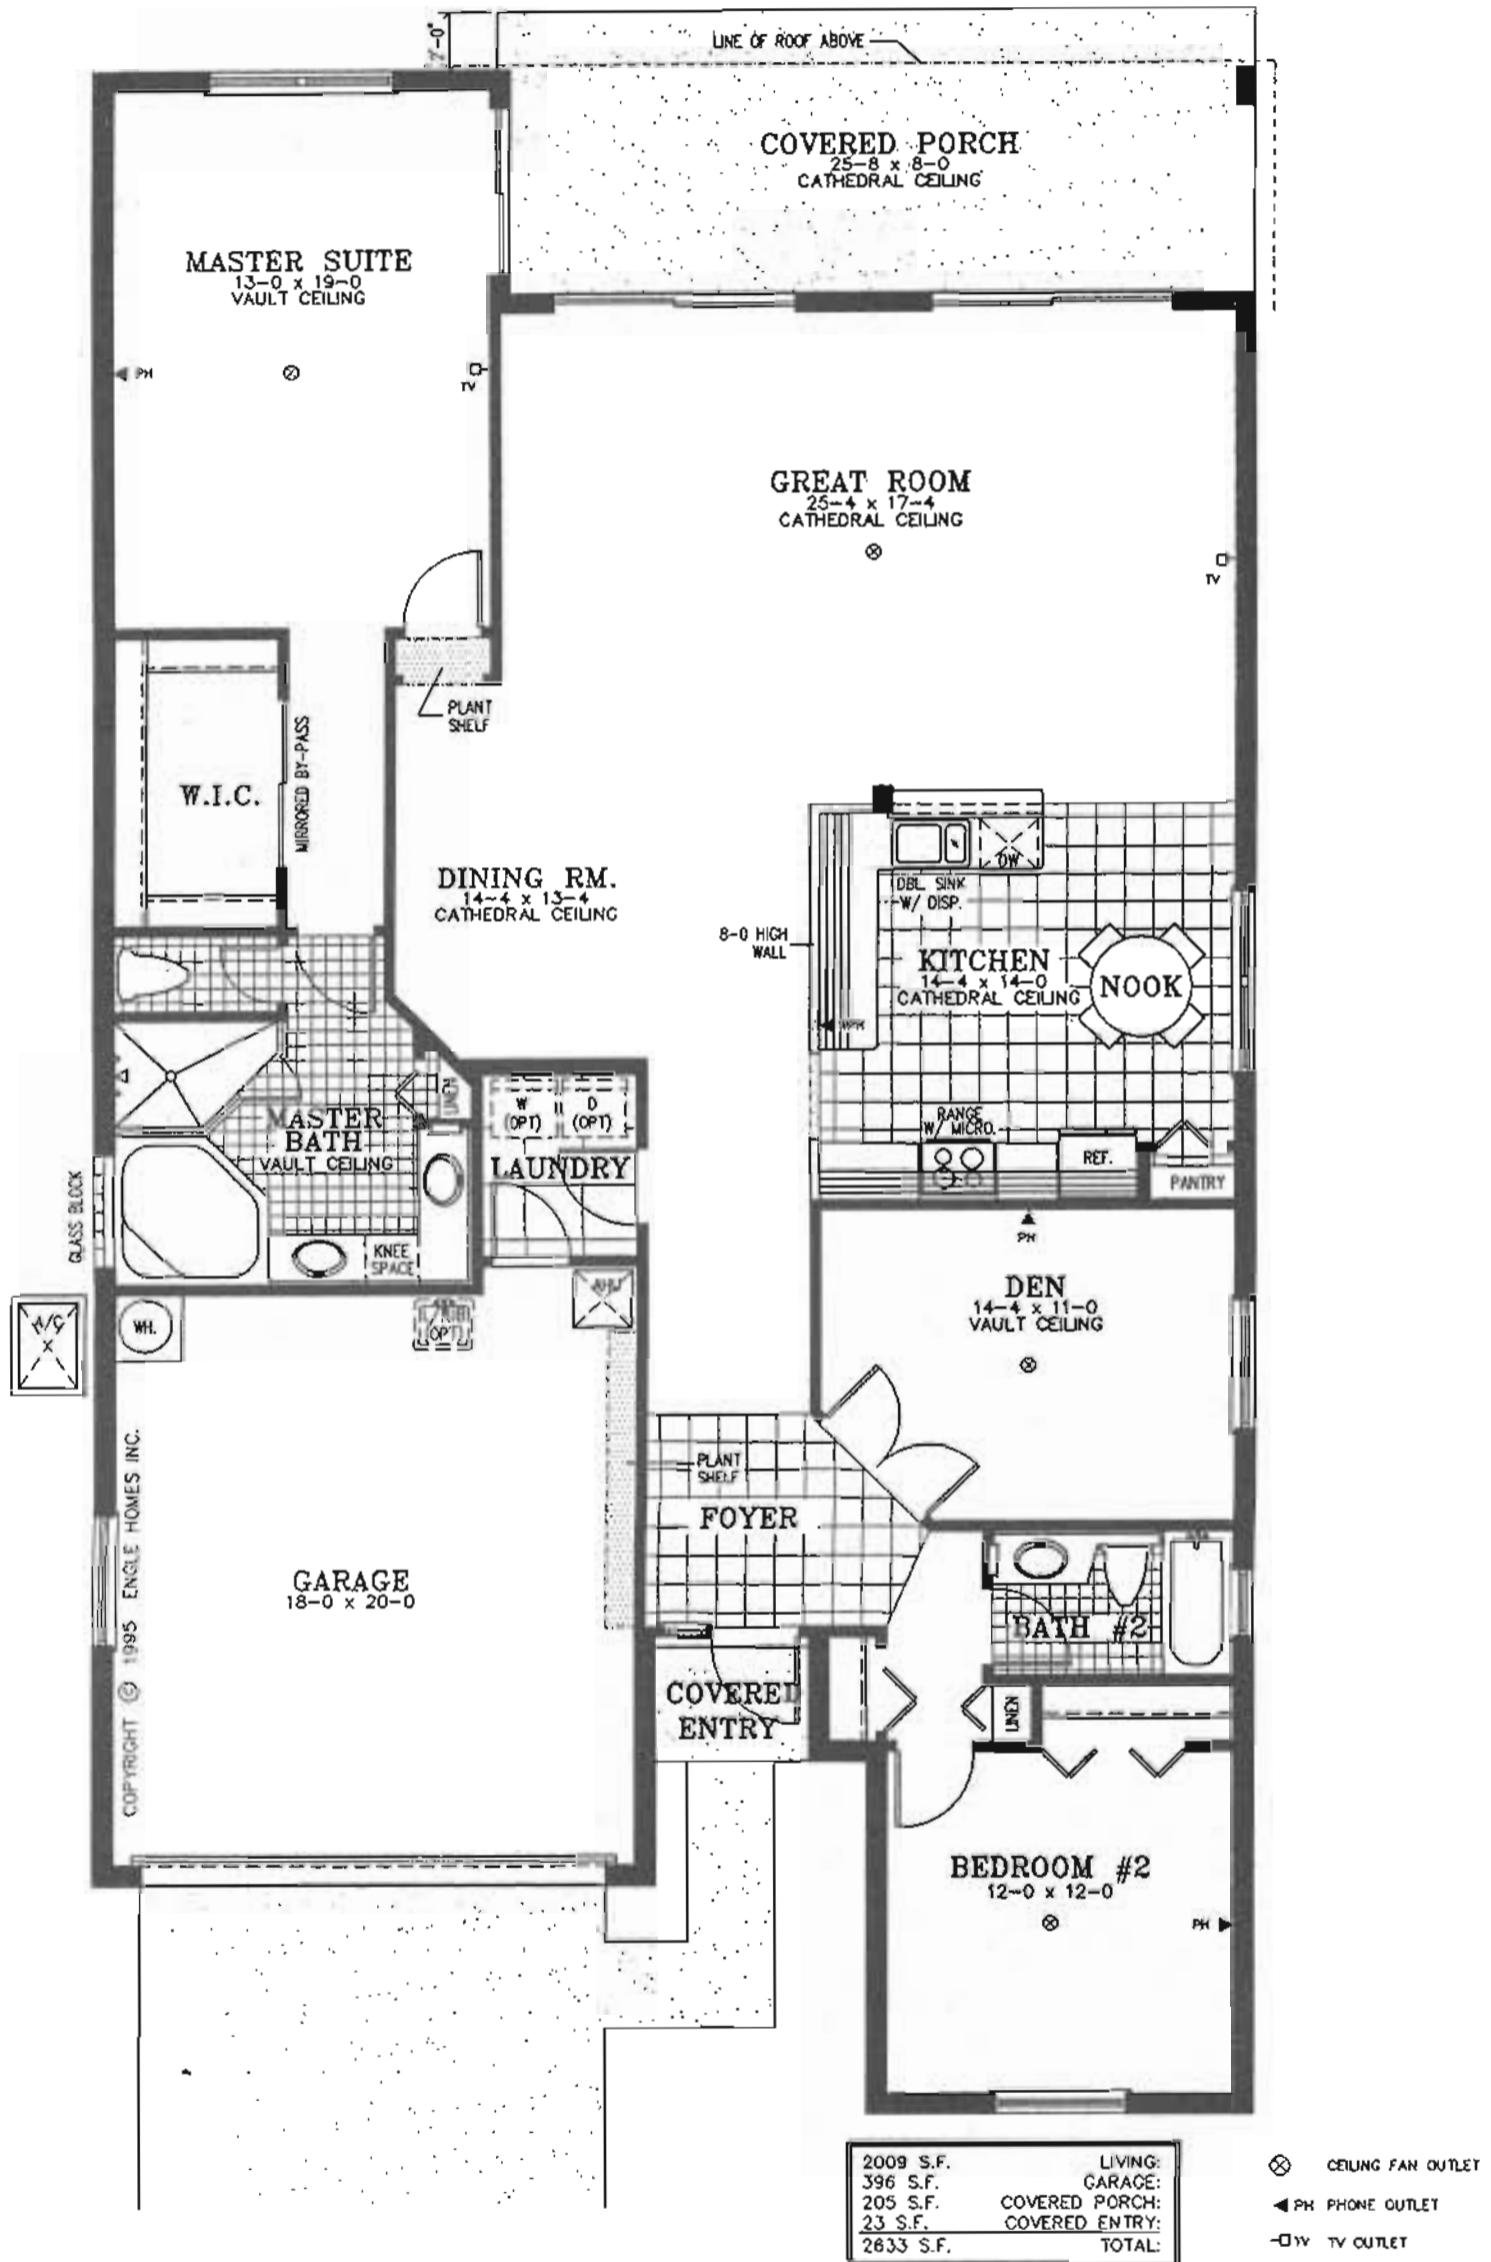 2'-0"
LINE OF ROOF ABOVE
COVERED PORCH
25-8 x 8-0
CATHEDRAL CEILING
MASTER SUITE
13-0 x 19-0
VAULT CEILING
PH
TV
GREAT ROOM
25-4 x 17-4
CATHEDRAL CEILING
TV
PLANT
SHELF
MIRRORED BY-PASS
W.I.C.
DINING RM.
14-4 x 13-4
CATHEDRAL CEILING
DW
DBL. SINK
W/ DISP.
8-0 HIGH
WALL
KITCHEN
14-4 x 14-0
CATHEDRAL CEILING
NOOK
LINEN
W
(OPT)
D
(OPT)
MASTER
BATH
VAULT CEILING
LAUNDRY
RANGE
W/ MICRO.
REF.
PANTRY
GLASS BLOCK
KNEE
SPACE
PH
AHU
DEN
14-4 x 11-0
VAULT CEILING
A/C
WH.
OPT
PLANT
SHELF
FOYER
COPYRIGHT © 1995 ENGLE HOMES INC.
GARAGE
18-0 x 20-0
BATH #2
COVERED
ENTRY
LINEN
BEDROOM #2
12-0 x 12-0
PH
2009 S.F. LIVING:
396 S.F. GARAGE:
205 S.F. COVERED PORCH:
23 S.F. COVERED ENTRY:
2633 S.F. TOTAL:
CEILING FAN OUTLET
PH PHONE OUTLET
TV TV OUTLET